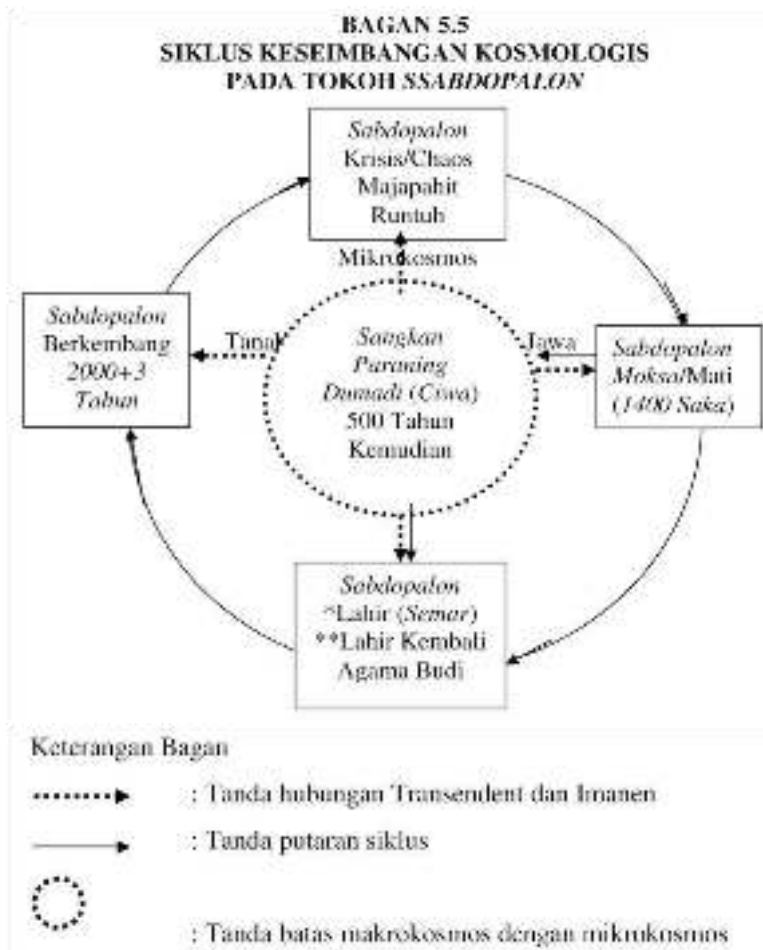 BAGAN 5.5
SIKLUS KESEIMBANGAN KOSMOLOGIS
PADA TOKOH SSABDOPALON
Sabdopalon
Krisis/Chaos
Majapahit
Runtuh
Mikrokosmos
Sabdopalon
Berkembang
2000+3
Tahun
Tanah
Sangkan
Paraning
Dumadi (Ciwa)
500 Tahun
Kemudian
Jawa
Sabdopalon
Moksa/Mati
(1400 Saka)
Sabdopalon
*Lahir (Semar)
**Lahir Kembali
Agama Budi
Keterangan Bagan
: Tanda hubungan Transendent dan Imanen
: Tanda putaran siklus
: Tanda batas makrokosmos dengan mikrokosmos